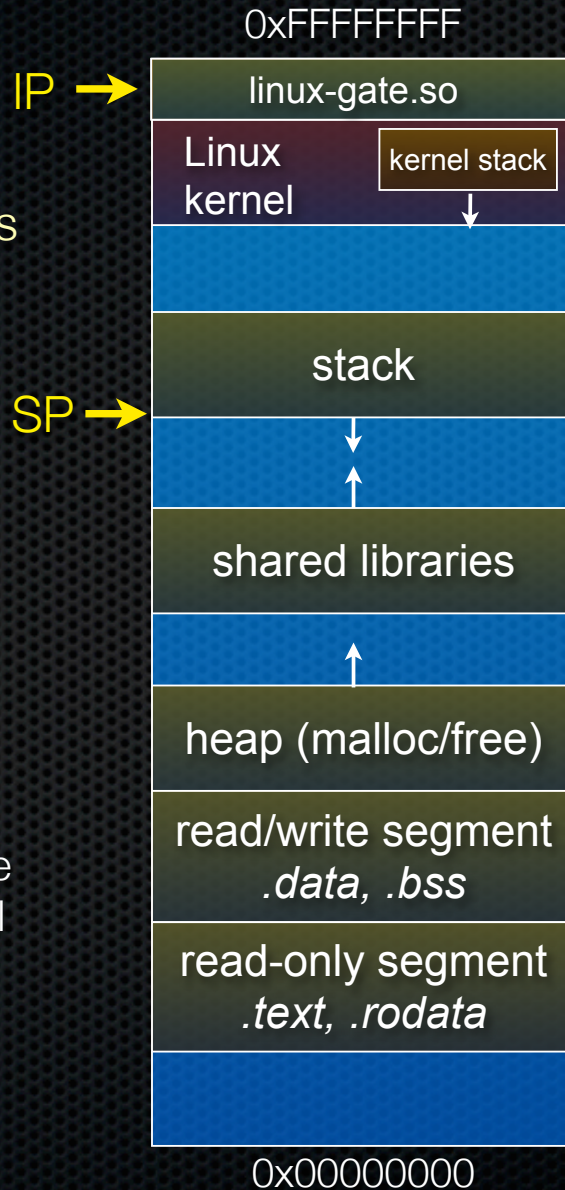 0xFFFFFFFF
IP
linux-gate.so
Linux
kernel
kernel stack
s
stack
SP
shared libraries
heap (malloc/free)
read/write segment
.data, .bss
e
read-only segment
.text, .rodata
0x00000000